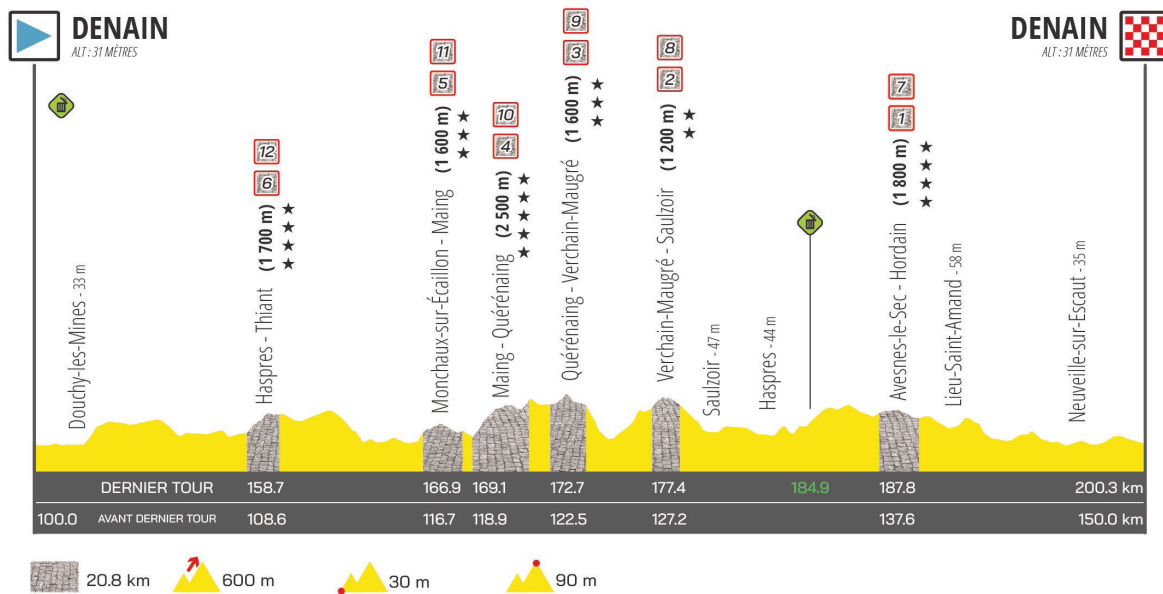 DENAIN
ALT : 31 MÈTRES
DENAIN
ALT : 31 MÈTRES
Douchy-les-Mines - 33 m
12
6
Haspres - Thiant (1 700 m) ★★★★
11
5
Monchaux-sur-Écaillon - Maing (1 600 m) ★★★
10
4
Maing - Quérénaing (2 500 m) ★★★★★
9
3
Quérénaing - Verchain-Maugré (1 600 m) ★★★
8
2
Verchain-Maugré - Saulzoir (1 200 m) ★★
Saulzoir - 47 m
Haspres - 44 m
7
1
Avesnes-le-Sec - Hordain (1 800 m) ★★★★
Lieu-Saint-Amand - 58 m
Neuville-sur-Escaut - 35 m
DERNIER TOUR 158.7 166.9 169.1 172.7 177.4 184.9 187.8 200.3 km
100.0 AVANT DERNIER TOUR 108.6 116.7 118.9 122.5 127.2 137.6 150.0 km
20.8 km 600 m 30 m 90 m